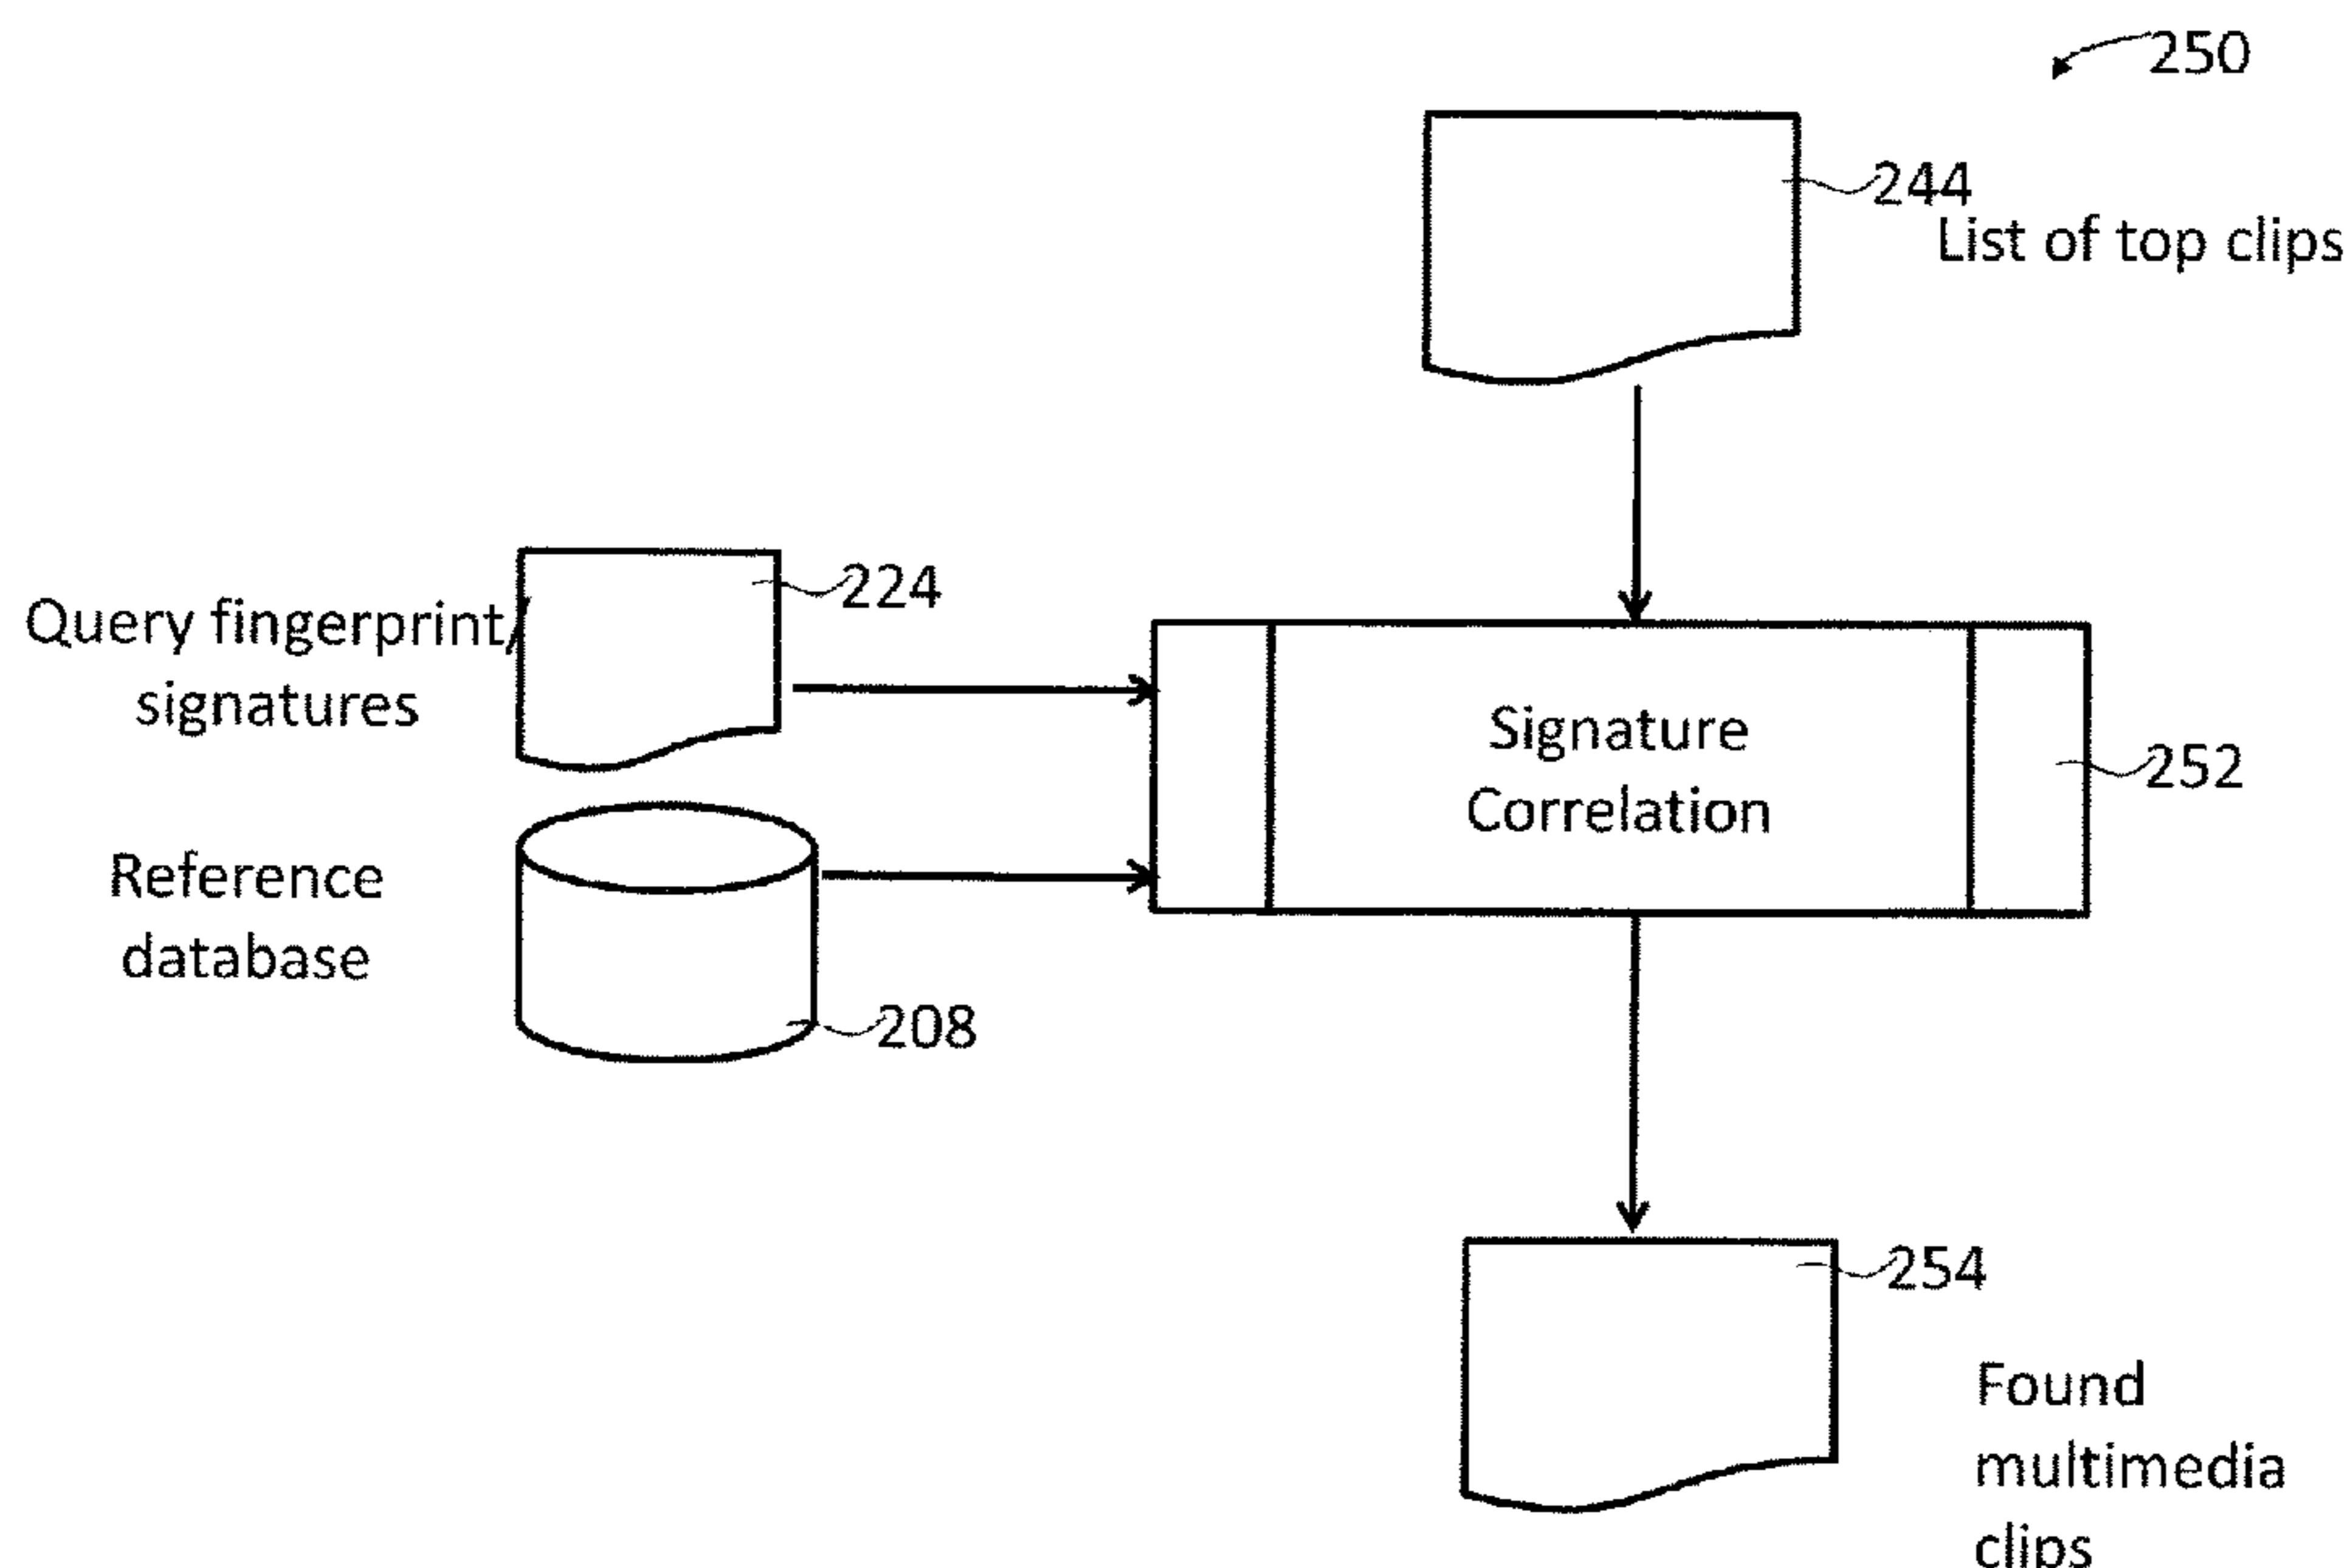 250
244
List of top clips
224
Query fingerprint/
signatures
Signature
Correlation
252
Reference
database
208
254
Found
multimedia
clips